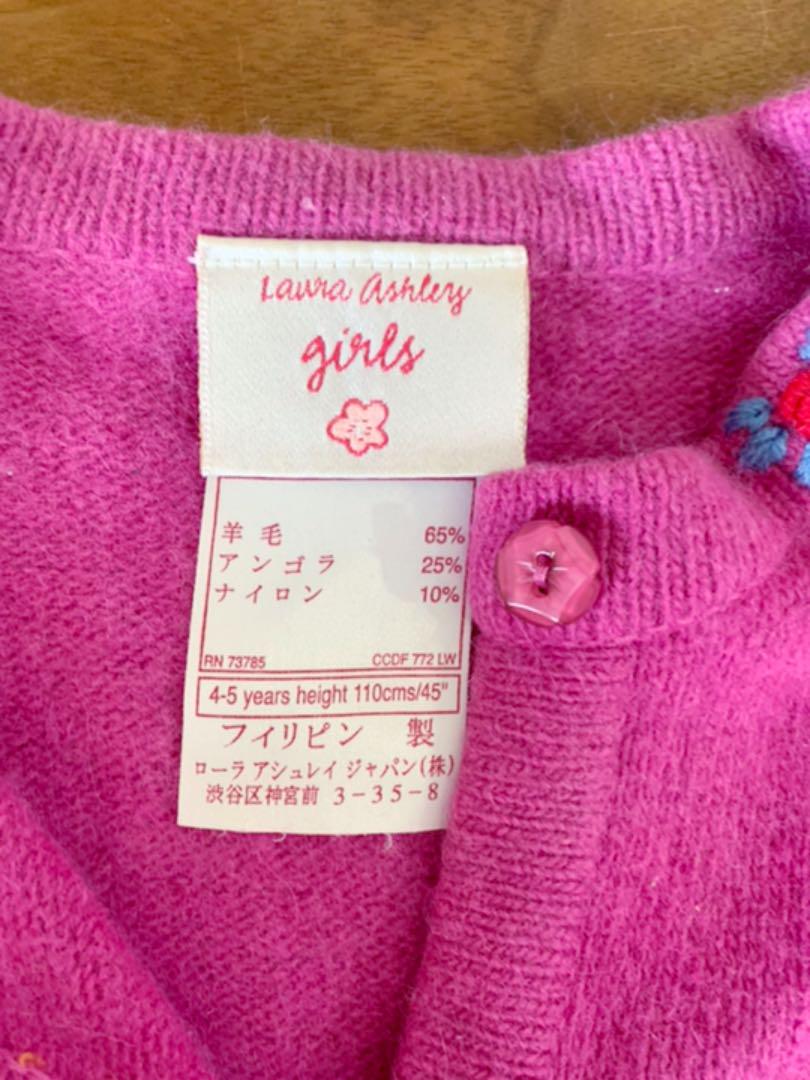 Laura Ashley
girls
羊毛 65%
アンゴラ 25%
ナイロン 10%
RN 73785 CCDF 772 LW
4-5 years height 110cms/45"
フィリピン 製
ローラ アシュレイ ジャパン(株)
渋谷区神宮前 3-35-8